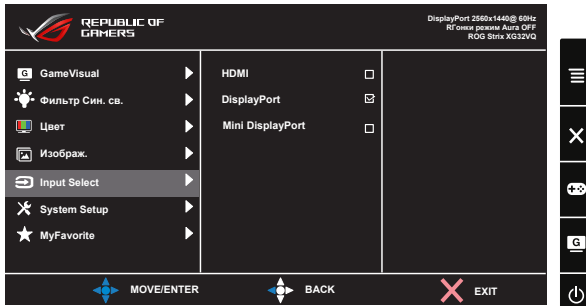 REPUBLIC OF
GAMERS
DisplayPort 2560x1440@ 60Hz
RГонки режим Aura OFF
ROG Strix XG32VQ
G GameVisual
Фильтр Син. св.
Цвет
Изображ.
Input Select
System Setup
MyFavorite
HDMI
DisplayPort
Mini DisplayPort
G
MOVE/ENTER
BACK
EXIT